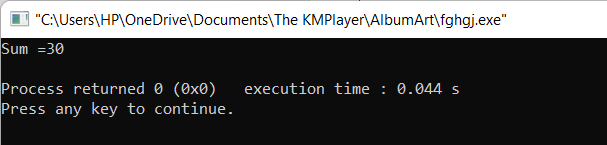 "C:\Users\HP\OneDrive\Documents\The KMPlayer\AlbumArt\fghgj.exe"
Sum =30
Process returned 0 (0x0)   execution time : 0.044 s
Press any key to continue.